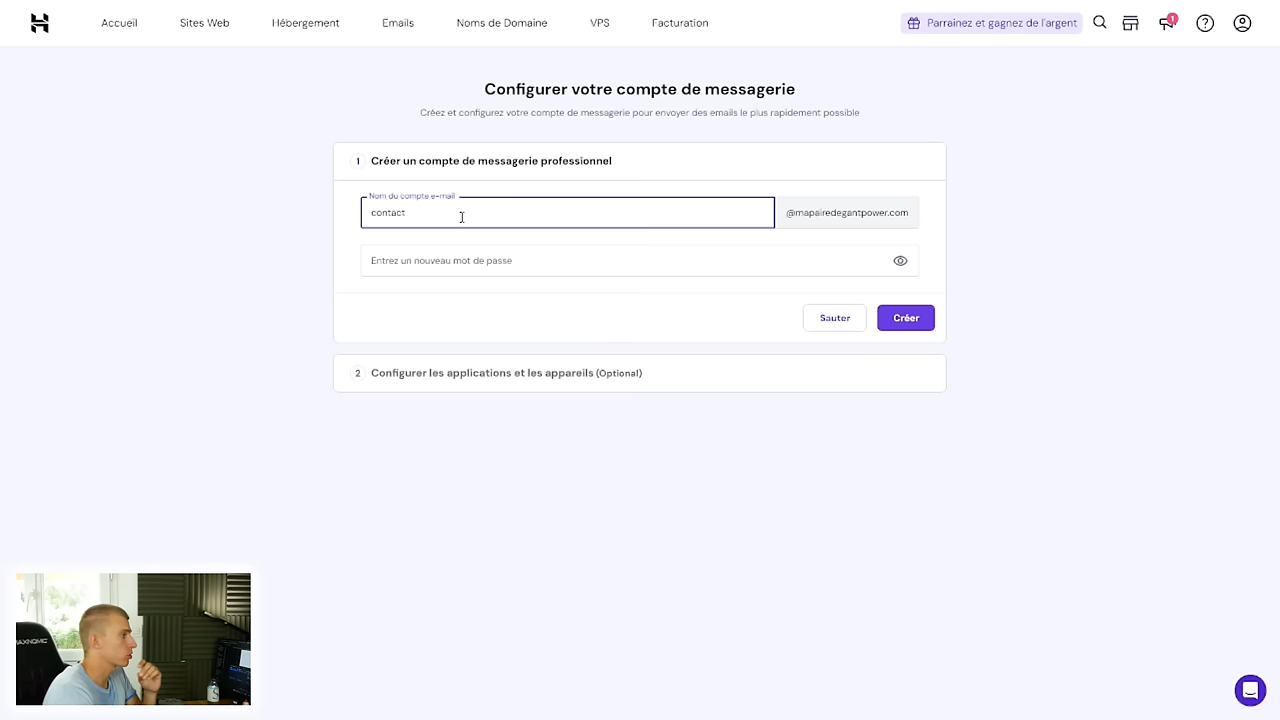 Accueil
Sites Web
Hébergement
Emails
Noms de Domaine
VPS
Facturation
Parrainez et gagnez de l'argent
1
Configurer votre compte de messagerie
Créez et configurez votre compte de messagerie pour envoyer des emails le plus rapidement possible
1 Créer un compte de messagerie professionnel
Nom du compte e-mail
contact
@mapairedegantpower.com
Entrez un nouveau mot de passe
Sauter
Créer
2 Configurer les applications et les appareils (Optional)
MAXNOMIC